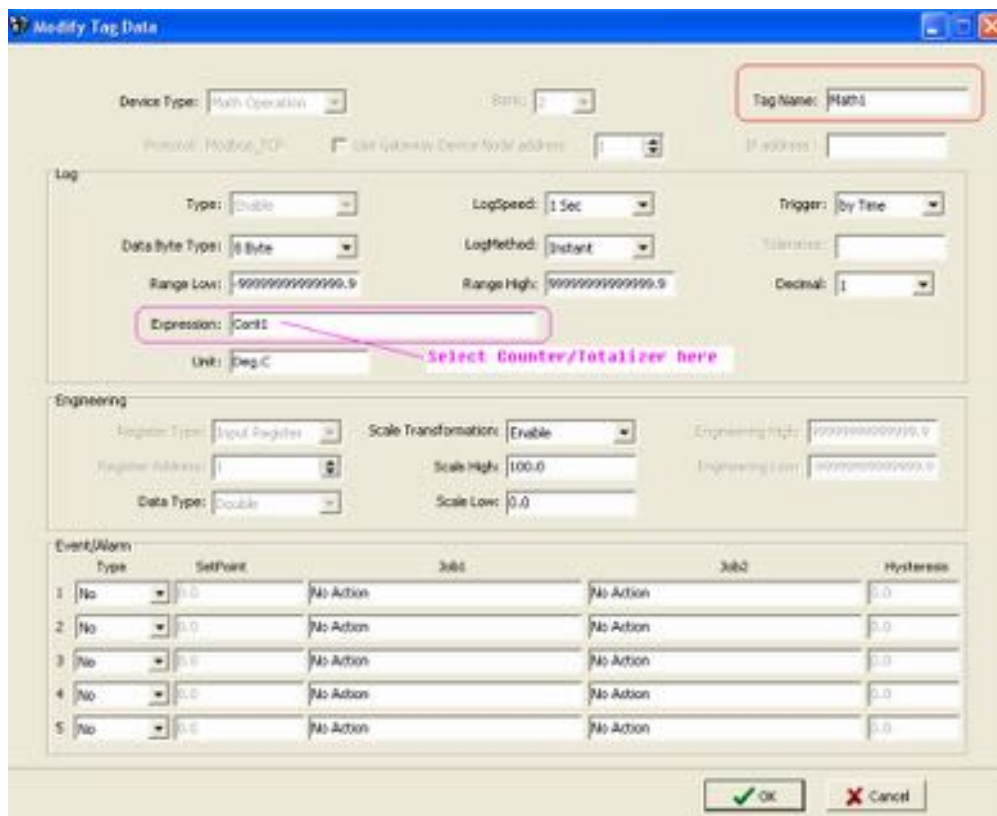 Modify Tag Data
Device Type: Math Operation Bank: 2 Tag Name: Math1
Protocol: Modbus_TCP Use Gateway Device Node address 1 IP address :
Log
Type: Enable LogSpeed: 1 Sec Trigger: by Time
Data Byte Type: 8 Byte LogMethod: Instant Tolerance:
Range Low: Range High: Decimal: 1
Expression: Cont1
Select Counter/Totalizer here
Unit: Deg.C
Engineering
Register Type: Input Register Scale Transformation: Enable Engineering High:
Register Address: 1 Scale High: 100.0 Engineering Low:
Data Type: Double Scale Low: 0.0
Event/Alarm
Type SetPoint Job1 Job2 Hysteresis
1 No 0.0 No Action No Action 0.0
2 No 0.0 No Action No Action 0.0
3 No 0.0 No Action No Action 0.0
4 No 0.0 No Action No Action 0.0
5 No 0.0 No Action No Action 0.0
OK Cancel